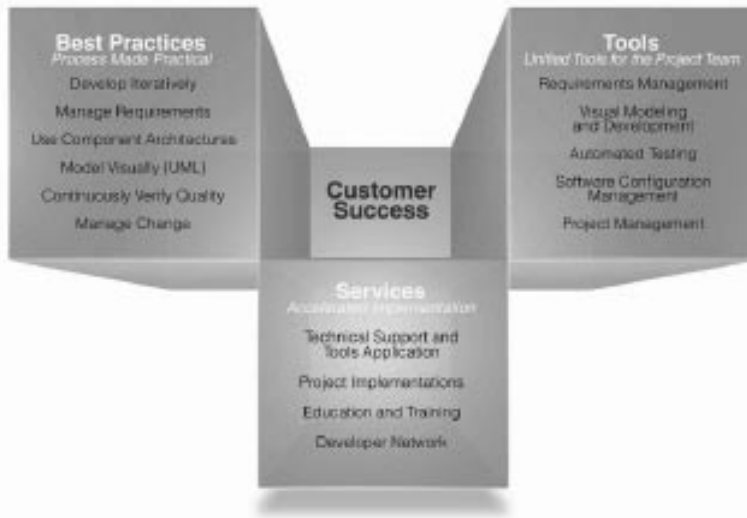 Best Practices
Process Made Practical
Develop Iteratively
Manage Requirements
Use Component Architectures
Model Visually (UML)
Continuously Verify Quality
Manage Change
Tools
Unified Tools for the Project Team
Requirements Management
Visual Modeling
and Development
Automated Testing
Software Configuration
Management
Project Management
Customer
Success
Services
Accelerated Implementation
Technical Support and
Tools Application
Project Implementations
Education and Training
Developer Network